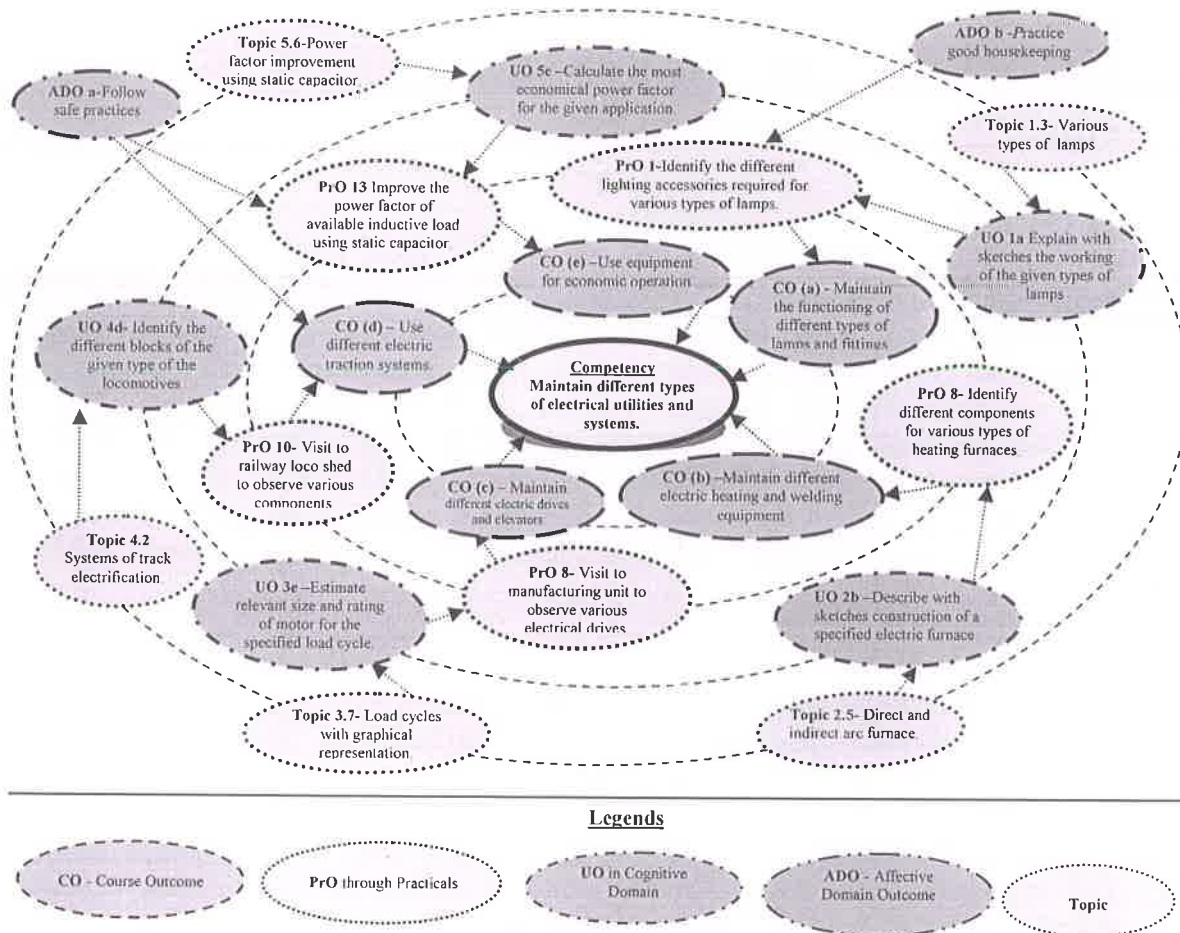 Topic 5.6-Power
factor improvement
using static capacitor
ADO b -Practice
good housekeeping
ADO a-Follow
safe practices
UO 5e –Calculate the most
economical power factor
for the given application.
Topic 1.3- Various
types of lamps
PrO 13 Improve the
power factor of
available inductive load
using static capacitor
PrO 1-Identify the different
lighting accessories required for
various types of lamps.
UO 1a Explain with
sketches the working
of the given types of
lamps
CO (e) –Use equipment
for economic operation
CO (a) - Maintain
the functioning of
different types of
lamps and fittings
UO 4d- Identify the
different blocks of the
given type of the
locomotives
CO (d) – Use
different electric
traction systems.
Competency
Maintain different types
of electrical utilities and
systems.
PrO 8- Identify
different components
for various types of
heating furnaces
PrO 10- Visit to
railway loco shed
to observe various
components
CO (c) – Maintain
different electric drives
and elevators
CO (b) –Maintain different
electric heating and welding
equipment
Topic 4.2
Systems of track
electrification
UO 3e –Estimate
relevant size and rating
of motor for the
specified load cycle.
PrO 8- Visit to
manufacturing unit to
observe various
electrical drives
UO 2b –Describe with
sketches construction of a
specified electric furnace
Topic 3.7- Load cycles
with graphical
representation
Topic 2.5- Direct and
indirect arc furnace
Legends
CO - Course Outcome
PrO through Practicals
UO in Cognitive
Domain
ADO - Affective
Domain Outcome
Topic